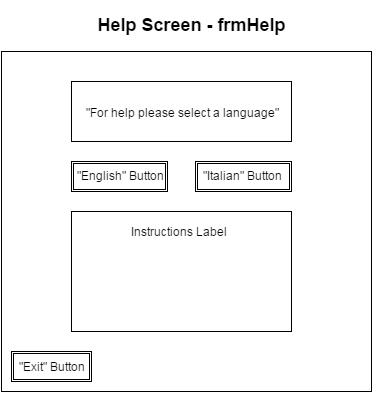 Help Screen - frmHelp
"For help please select a language"
"English" Button
"Italian" Button
Instructions Label
"Exit" Button